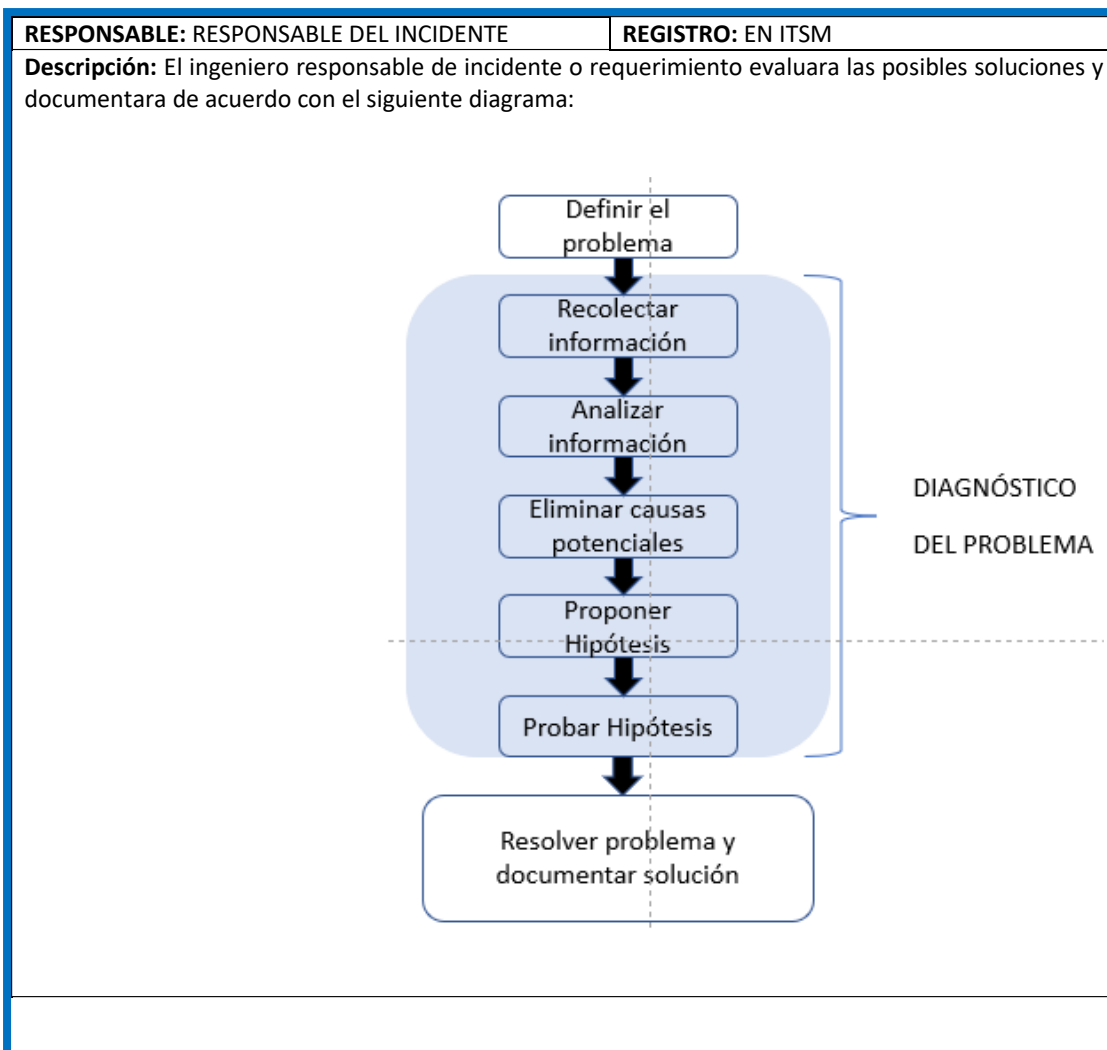 RESPONSABLE: RESPONSABLE DEL INCIDENTE
REGISTRO: EN ITSM
Descripción: El ingeniero responsable de incidente o requerimiento evaluara las posibles soluciones y
documentara de acuerdo con el siguiente diagrama:
Definir el
problema
Recolectar
información
Analizar
información
Eliminar causas
potenciales
Proponer
Hipótesis
Probar Hipótesis
Resolver problema y
documentar solución
DIAGNÓSTICO
DEL PROBLEMA